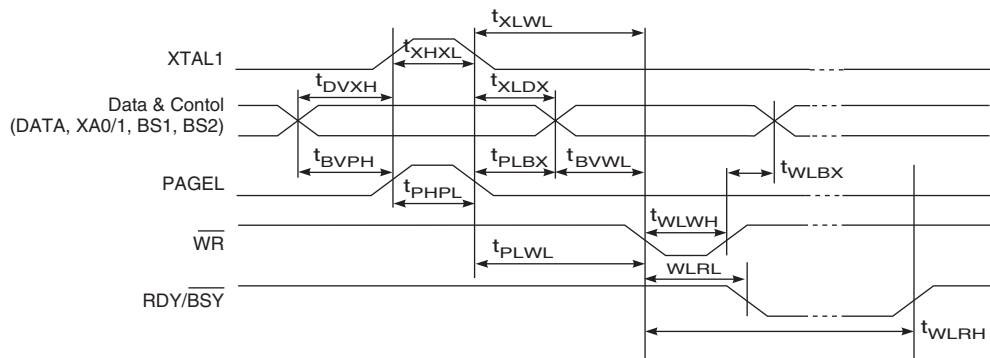 tXLWL
XTAL1
tXHXL
tDVXH
tXLDX
Data & Contol
(DATA, XA0/1, BS1, BS2)
tBVPH
tPLBX
tBVWL
tWLBX
PAGEL
tPHPL
tWLWH
WR
tPLWL
WLRL
RDY/BSY
tWLRH